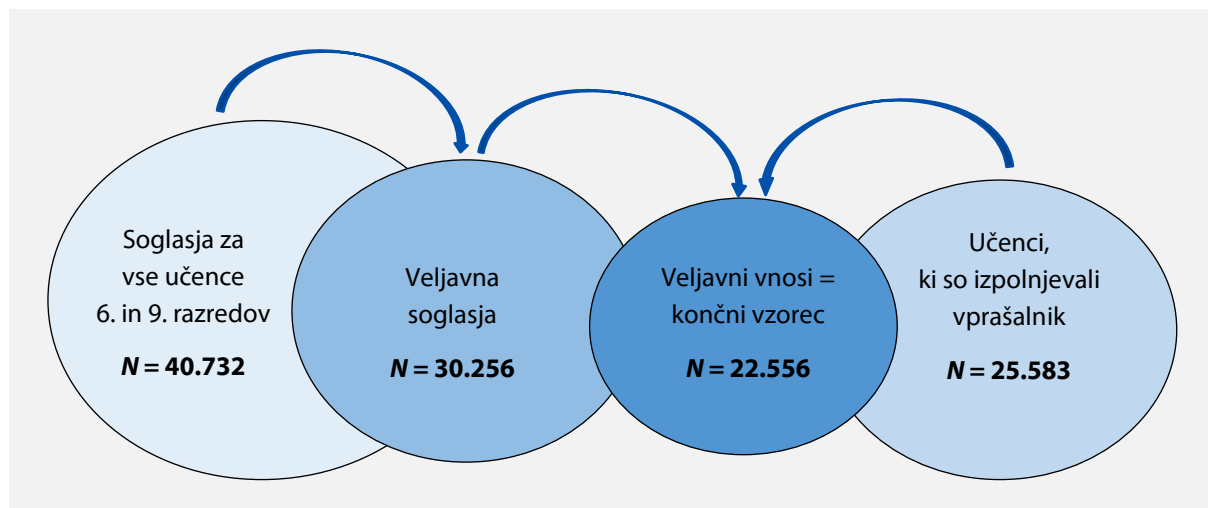 Soglasja za
vse učence
6. in 9. razredov
N = 40.732
Veljavna
soglasja
N = 30.256
Veljavni vnosi =
končni vzorec
N = 22.556
Učenci,
ki so izpolnjevali
vprašalnik
N = 25.583